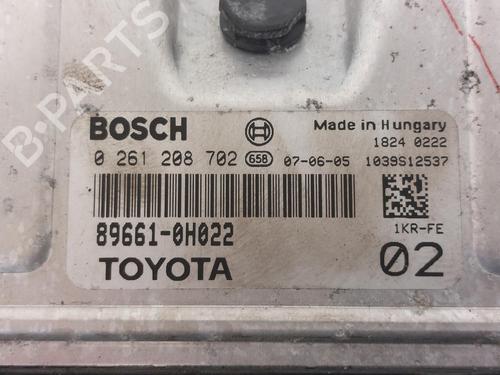 BOSCH
Made in Hungary
1824 0222
0 261 208 702 658 07-06-05 1039S12537
89661-0H022
1KR-FE
TOYOTA
02
B-PARTS